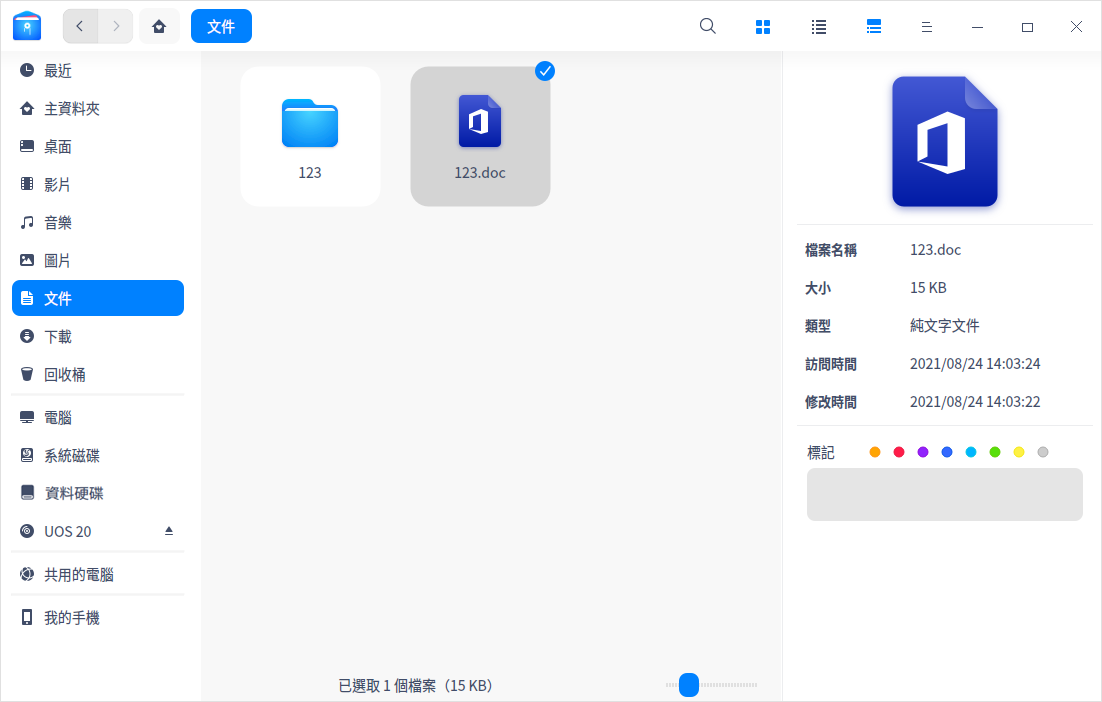 文件
最近
主資料夾
桌面
影片
音樂
圖片
文件
下載
回收桶
電腦
系統磁碟
資料硬碟
UOS 20
共用的電腦
我的手機
123
123.doc
已選取 1 個檔案（15 KB）
檔案名稱 123.doc
大小 15 KB
類型 純文字文件
訪問時間 2021/08/24 14:03:24
修改時間 2021/08/24 14:03:22
標記